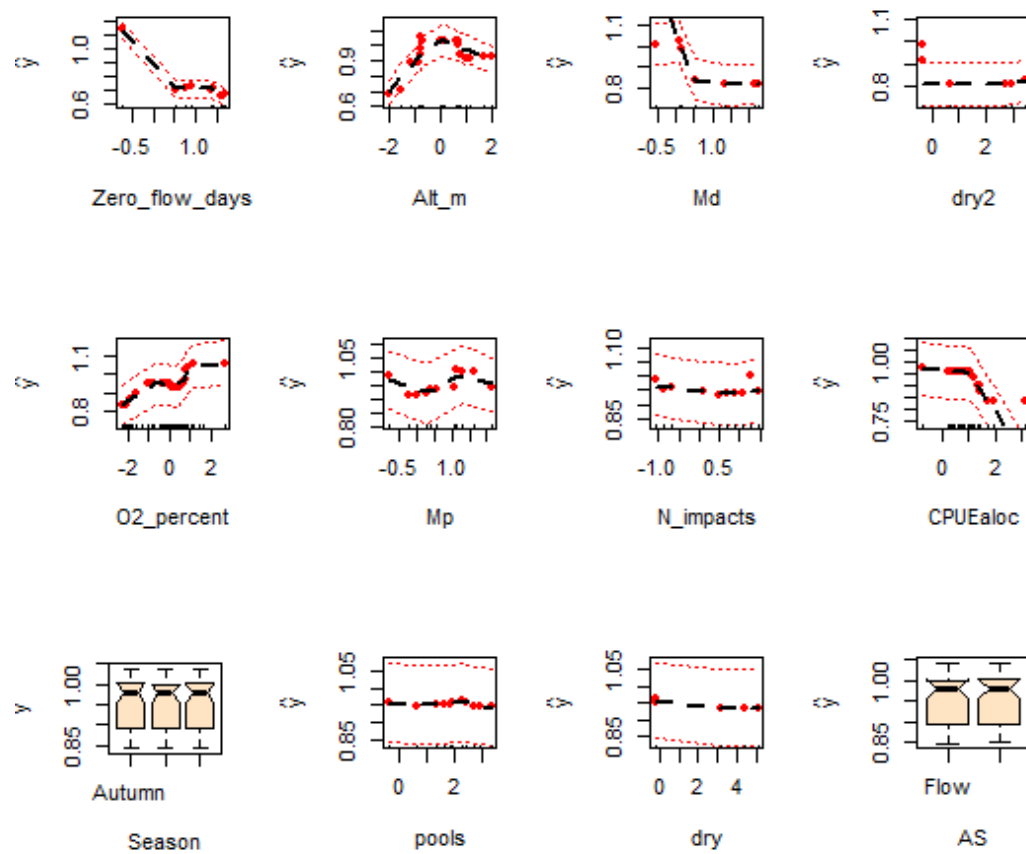 ŷ 0.6 1.0 ŷ 0.6 0.9 ŷ 0.8 1.1 ŷ 0.8 1.1
-0.5 1.0 -2 0 2 -0.5 1.0 0 2
Zero_flow_days Alt_m Md dry2
ŷ 0.8 1.1 ŷ 0.80 1.05 ŷ 0.85 1.10 ŷ 0.75 1.00
-2 0 2 -0.5 1.0 -1.0 0.5 0 2
O2_percent Mp N_impacts CPUEaloc
y 0.85 1.00 ŷ 0.85 1.05 ŷ 0.85 1.05 ŷ 0.85 1.00
Autumn 0 2 0 2 4 Flow
Season pools dry AS